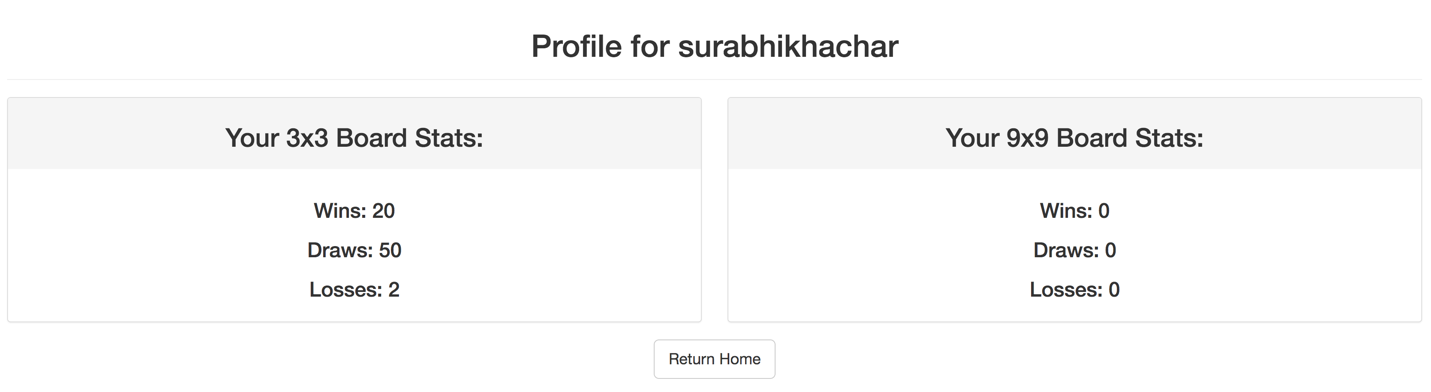 Profile for surabhikhachar
Your 3x3 Board Stats:
Wins: 20
Draws: 50
Losses: 2
Your 9x9 Board Stats:
Wins: 0
Draws: 0
Losses: 0
Return Home